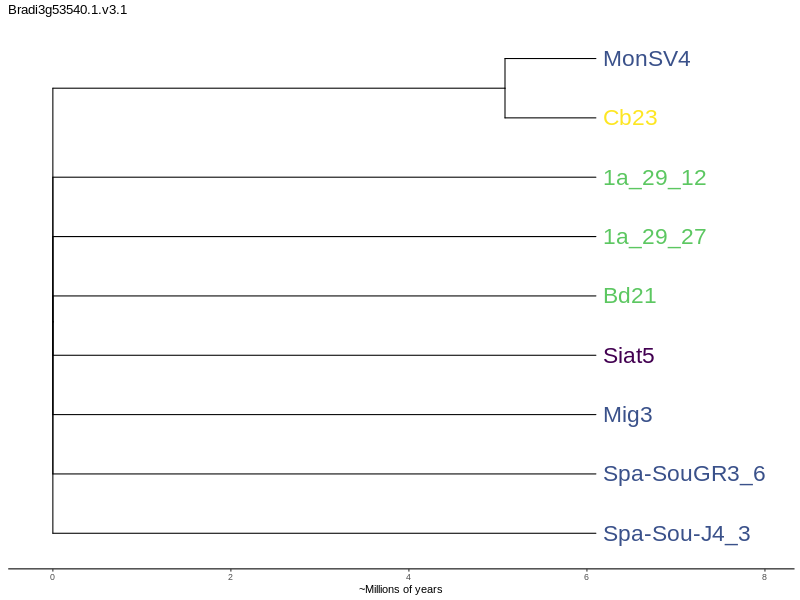 Bradi3g53540.1.v3.1
MonSV4
Cb23
1a_29_12
1a_29_27
Bd21
Siat5
Mig3
Spa-SouGR3_6
Spa-Sou-J4_3
0 2 4 6 8
~Millions of years